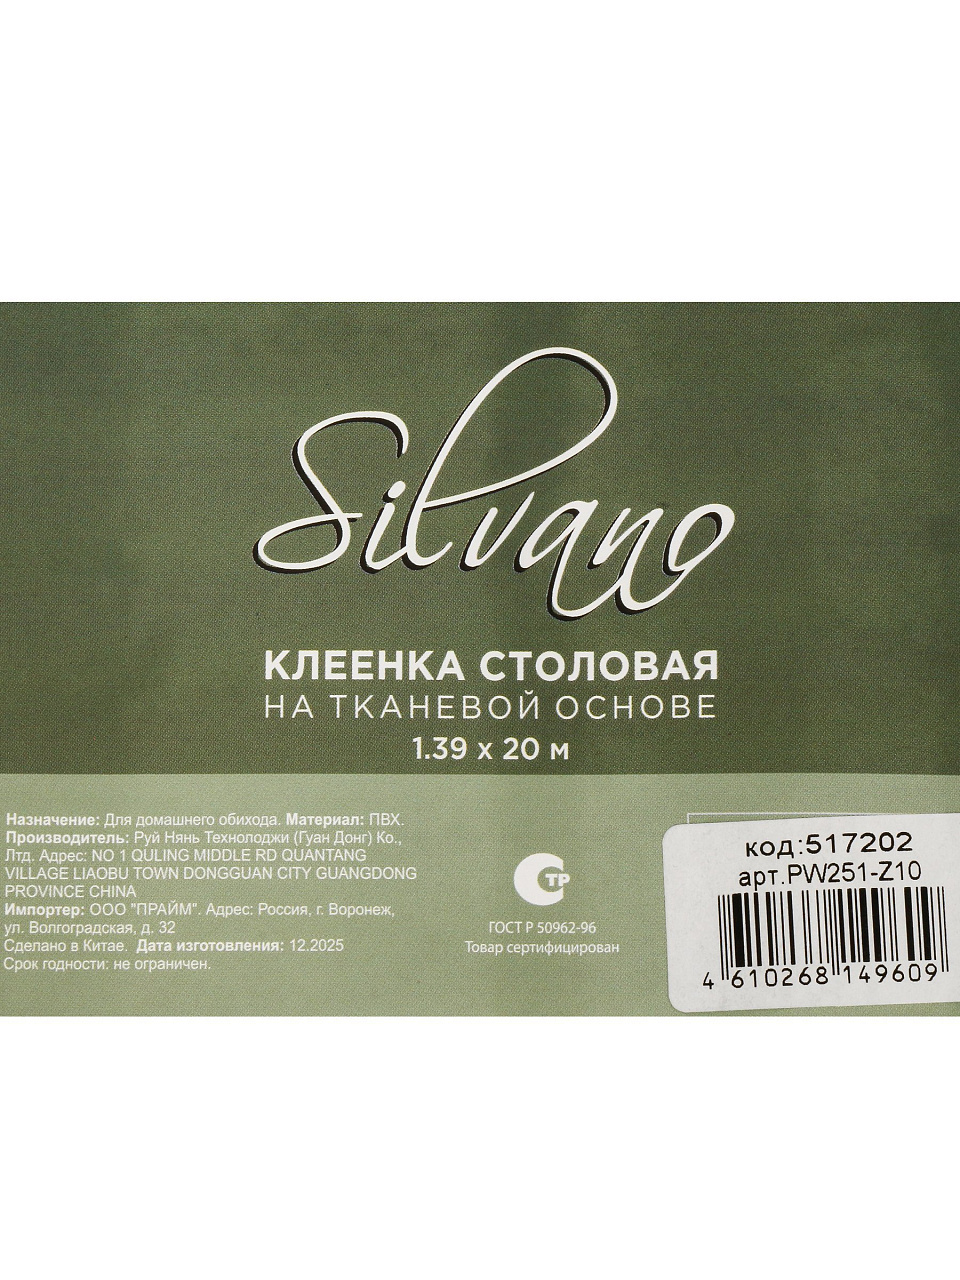 Silvano
КЛЕЕНКА СТОЛОВАЯ
НА ТКАНЕВОЙ ОСНОВЕ
1.39 x 20 м
Назначение: Для домашнего обихода. Материал: ПВХ.
Производитель: Руй Нянь Технолоджи (Гуан Донг) Ко.,
Лтд. Адрес: NO 1 QULING MIDDLE RD QUANTANG
VILLAGE LIAOBU TOWN DONGGUAN CITY GUANGDONG
PROVINCE CHINA
Импортер: ООО "ПРАЙМ". Адрес: Россия, г. Воронеж,
ул. Волгоградская, д. 32
Сделано в Китае. Дата изготовления: 12.2025
Срок годности: не ограничен.
СТР
ГОСТ Р 50962-96
Товар сертифицирован
код:517202
арт.PW251-Z10
4 610268 149609